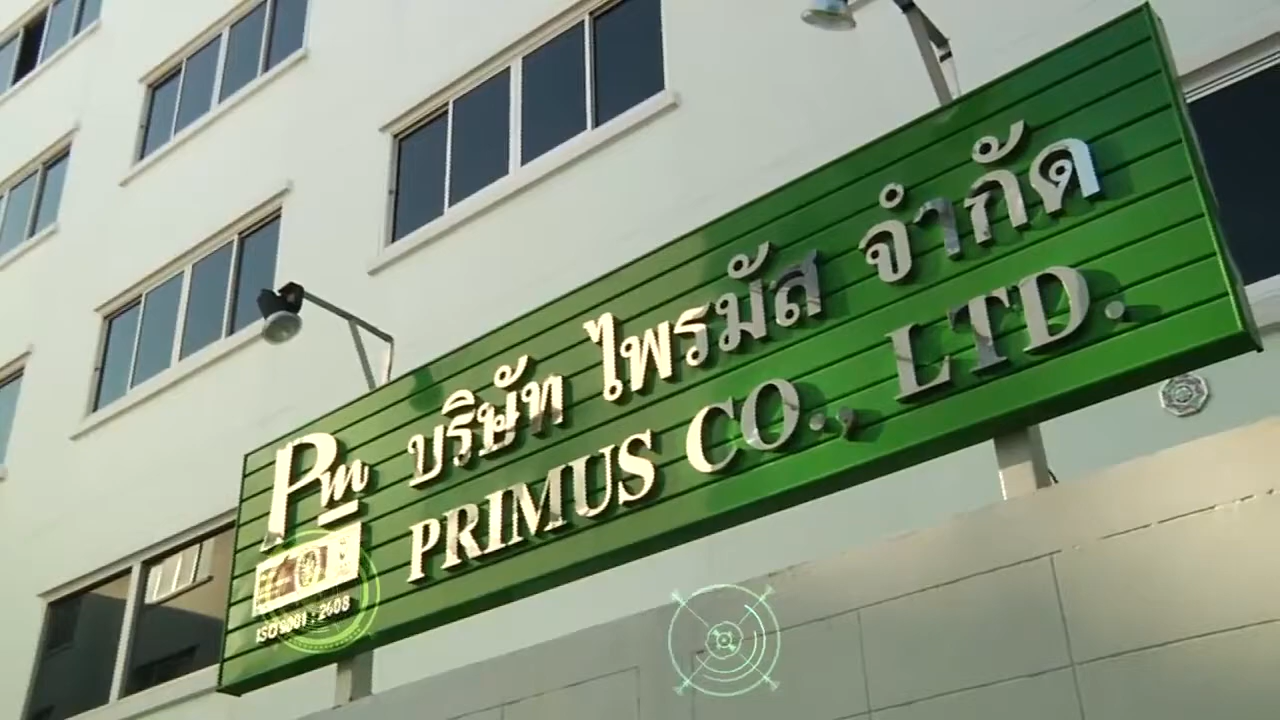 บริษัท ไพรมัส จำกัด
PRIMUS CO., LTD.
Pm
ISO 9001 : 2008